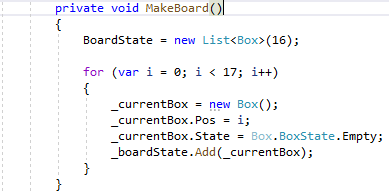 private void MakeBoard()
{
BoardState = new List<Box>(16);
for (var i = 0; i < 17; i++)
{
_currentBox = new Box();
_currentBox.Pos = i;
_currentBox.State = Box.BoxState.Empty;
_boardState.Add(_currentBox);
}
}